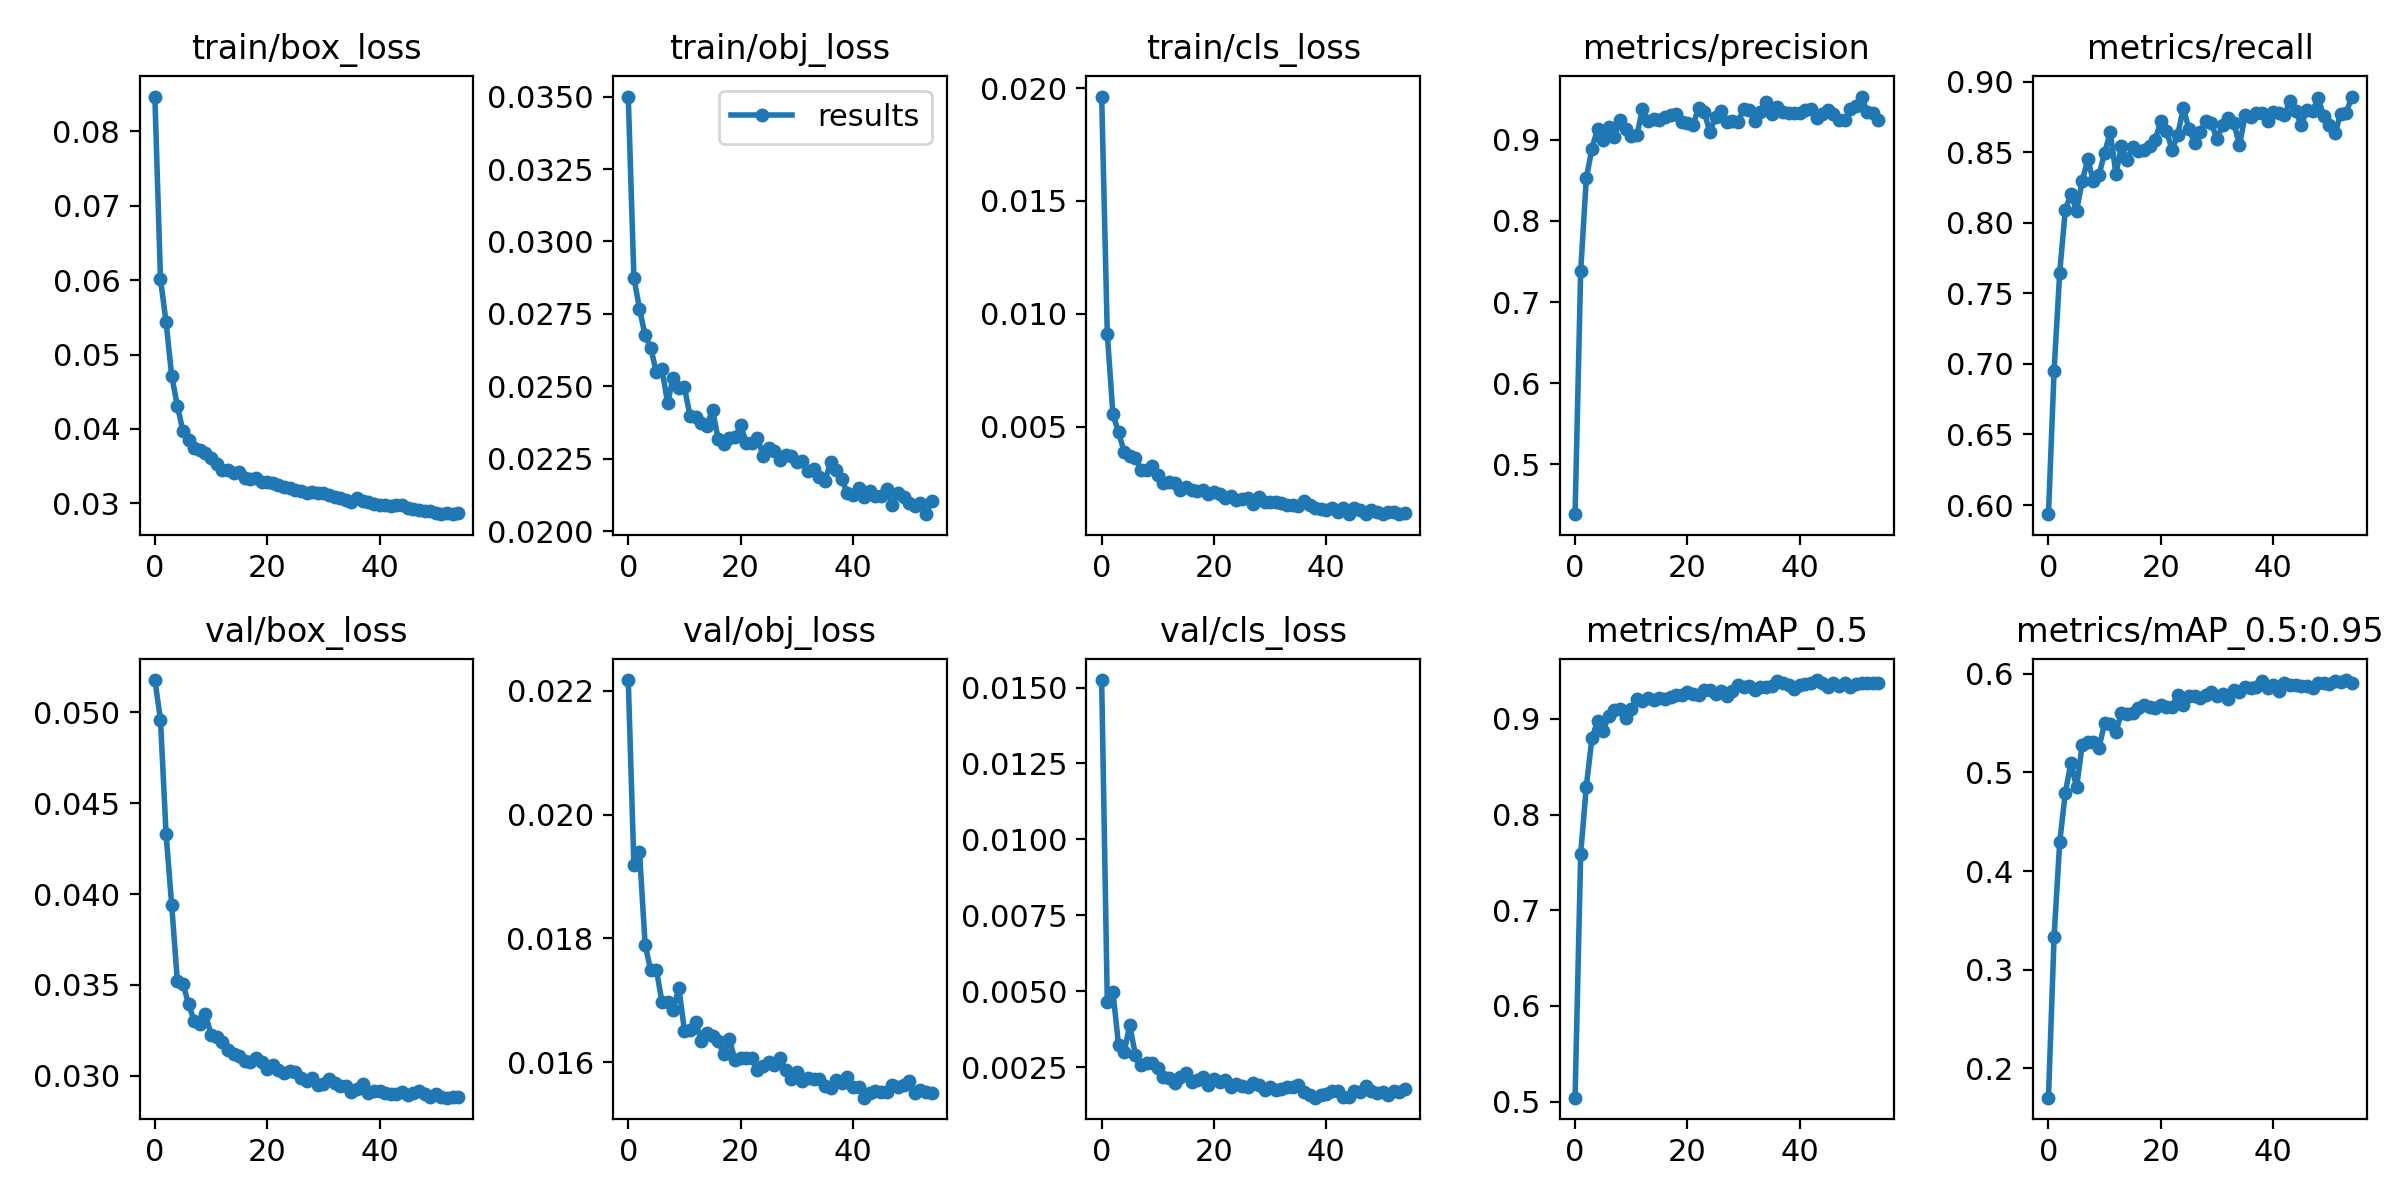 train/box_loss
0.08
0.07
0.06
0.05
0.04
0.03
0 20 40
train/obj_loss
results
0.0350
0.0325
0.0300
0.0275
0.0250
0.0225
0.0200
0 20 40
train/cls_loss
0.020
0.015
0.010
0.005
0 20 40
metrics/precision
0.9
0.8
0.7
0.6
0.5
0 20 40
metrics/recall
0.90
0.85
0.80
0.75
0.70
0.65
0.60
0 20 40
val/box_loss
0.050
0.045
0.040
0.035
0.030
0 20 40
val/obj_loss
0.022
0.020
0.018
0.016
0 20 40
val/cls_loss
0.0150
0.0125
0.0100
0.0075
0.0050
0.0025
0 20 40
metrics/mAP_0.5
0.9
0.8
0.7
0.6
0.5
0 20 40
metrics/mAP_0.5:0.95
0.6
0.5
0.4
0.3
0.2
0 20 40